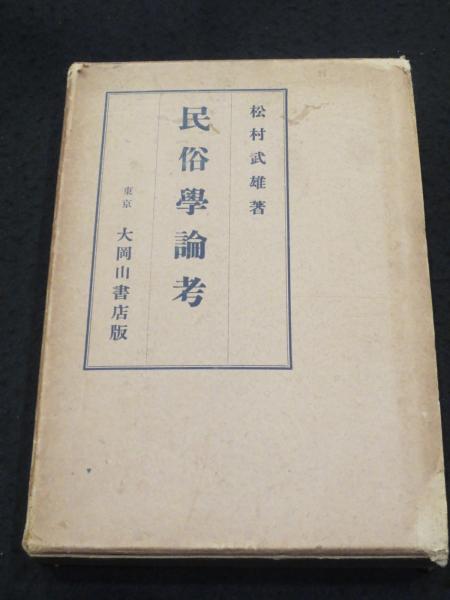 松村武雄著
民俗學論考
東京 大岡山書店版